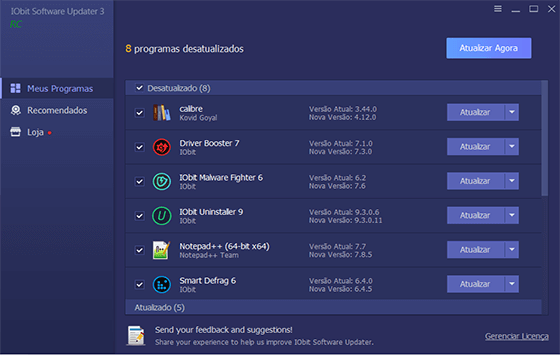 IObit Software Updater 3
RC
8 programas desatualizados
Atualizar Agora
Meus Programas
Recomendados
Loja
Desatualizado (8)
calibre
Kovid Goyal
Versão Atual: 3.44.0
Nova Versão: 4.12.0
Atualizar
Driver Booster 7
IObit
Versão Atual: 7.1.0
Nova Versão: 7.3.0
Atualizar
IObit Malware Fighter 6
IObit
Versão Atual: 6.2
Nova Versão: 7.6
Atualizar
IObit Uninstaller 9
IObit
Versão Atual: 9.3.0.6
Nova Versão: 9.3.0.11
Atualizar
Notepad++ (64-bit x64)
Notepad++ Team
Versão Atual: 7.7
Nova Versão: 7.8.5
Atualizar
Smart Defrag 6
IObit
Versão Atual: 6.4.0
Nova Versão: 6.4.5
Atualizar
Atualizado (5)
Send your feedback and suggestions!
Share your experience to help us improve IObit Software Updater.
Gerenciar Licença